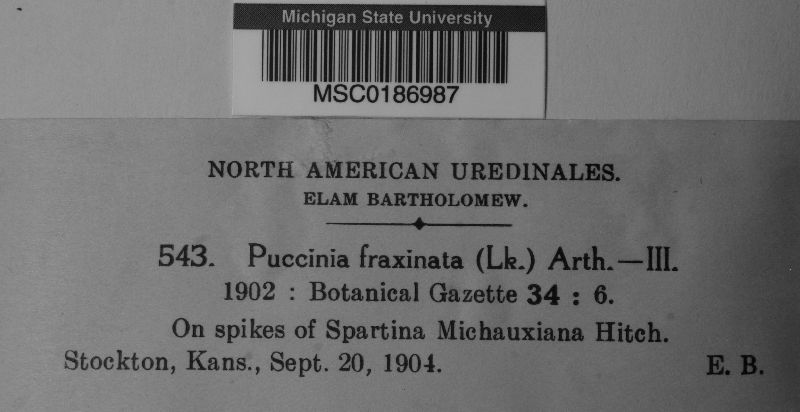 Michigan State University
MSC0186987
NORTH AMERICAN UREDINALES.
ELAM BARTHOLOMEW.
543. Puccinia fraxinata (Lk.) Arth.—III.
1902 : Botanical Gazette 34 : 6.
On spikes of Spartina Michauxiana Hitch.
Stockton, Kans., Sept. 20, 1904. E. B.